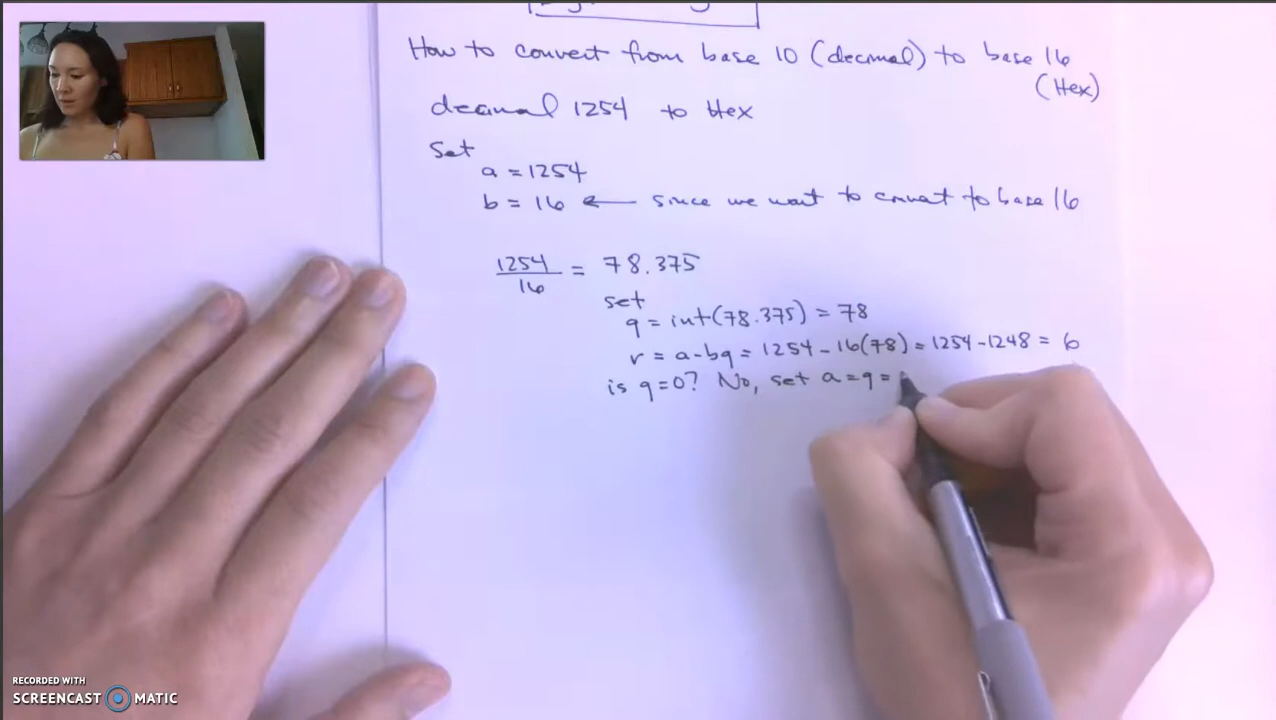 How to convert from base 10 (decimal) to base 16
(Hex)
decimal 1254 to Hex
Set
a = 1254
b = 16 ← since we want to convert to base 16
1254
16
= 78.375
set
q = int(78.375) = 78
r = a-bq = 1254 - 16(78) = 1254 - 1248 = 6
is q=0? No, set a=q=
RECORDED WITH
SCREENCAST MATIC